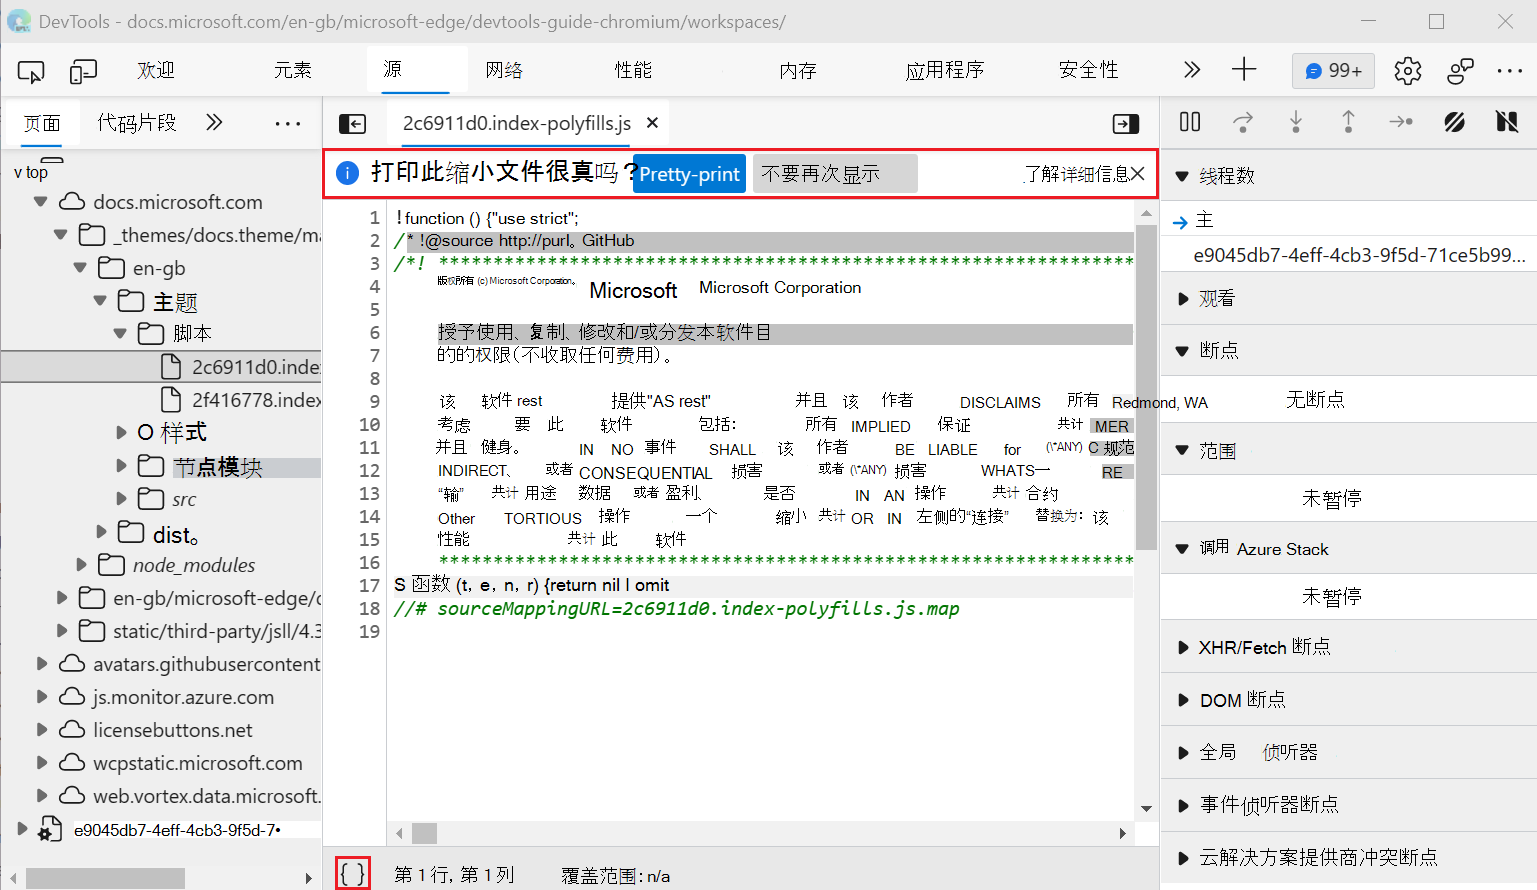 DevTools - docs.microsoft.com/en-gb/microsoft-edge/devtools-guide-chromium/workspaces/
欢迎 元素 源 网络 性能 内存 应用程序 安全性 99+
页面 代码片段
2c6911d0.index-polyfills.js
打印此缩小文件很真吗？ Pretty-print 不要再次显示 了解详细信息
v top
docs.microsoft.com
_themes/docs.theme/ma
en-gb
主题
脚本
2c6911d0.inde
2f416778.index
O 样式
节点模块
src
dist。
node_modules
en-gb/microsoft-edge/c
static/third-party/jsll/4.3
avatars.githubusercontent
js.monitor.azure.com
licensebuttons.net
wcpstatic.microsoft.com
web.vortex.data.microsoft.
e9045db7-4eff-4cb3-9f5d-7•
1 !function () {"use strict";
2 /* !@source http://purl。GitHub
3 /*! ****************************************************************
4 版权所有 (c) Microsoft Corporation。 Microsoft Microsoft Corporation
5
6 授予使用、复制、修改和/或分发本软件目
7 的的权限(不收取任何费用)。
8
9 该 软件 rest 提供"AS rest" 并且 该 作者 DISCLAIMS 所有 Redmond, WA
10 考虑 要 此 软件 包括: 所有 IMPLIED 保证 共计 MER
11 并且 健身。 IN NO 事件 SHALL 该 作者 BE LIABLE for (\*ANY) C 规范
12 INDIRECT、 或者 CONSEQUENTIAL 损害 或者 (\*ANY) 损害 WHATS一 RE
13 “输” 共计 用途 数据 或者 盈利、 是否 IN AN 操作 共计 合约
14 Other TORTIOUS 操作 一个 缩小 共计 OR IN 左侧的“连接” 替换为: 该
15 性能 共计 此 软件
16 ****************************************************************
17 S 函数 (t, e, n, r) {return nil l omit
18 //# sourceMappingURL=2c6911d0.index-polyfills.js.map
19
{ } 第 1 行, 第 1 列 覆盖范围: n/a
线程数
主
e9045db7-4eff-4cb3-9f5d-71ce5b99...
观看
断点
无断点
范围
未暂停
调用 Azure Stack
未暂停
XHR/Fetch 断点
DOM 断点
全局 侦听器
事件侦听器断点
云解决方案提供商冲突断点